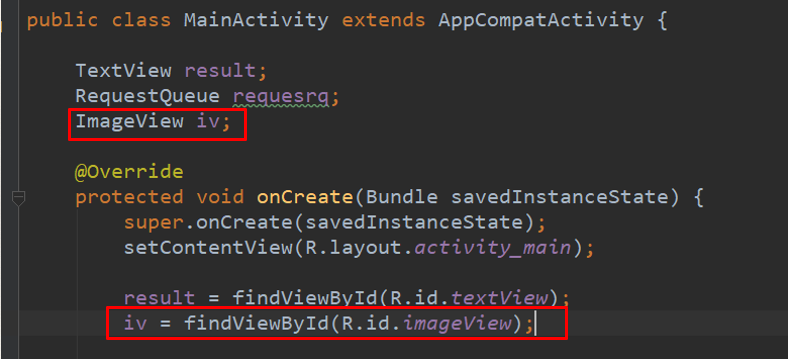 public class MainActivity extends AppCompatActivity {
TextView result;
RequestQueue requesrq;
ImageView iv;
@Override
protected void onCreate(Bundle savedInstanceState) {
super.onCreate(savedInstanceState);
setContentView(R.layout.activity_main);
result = findViewById(R.id.textView);
iv = findViewById(R.id.imageView);